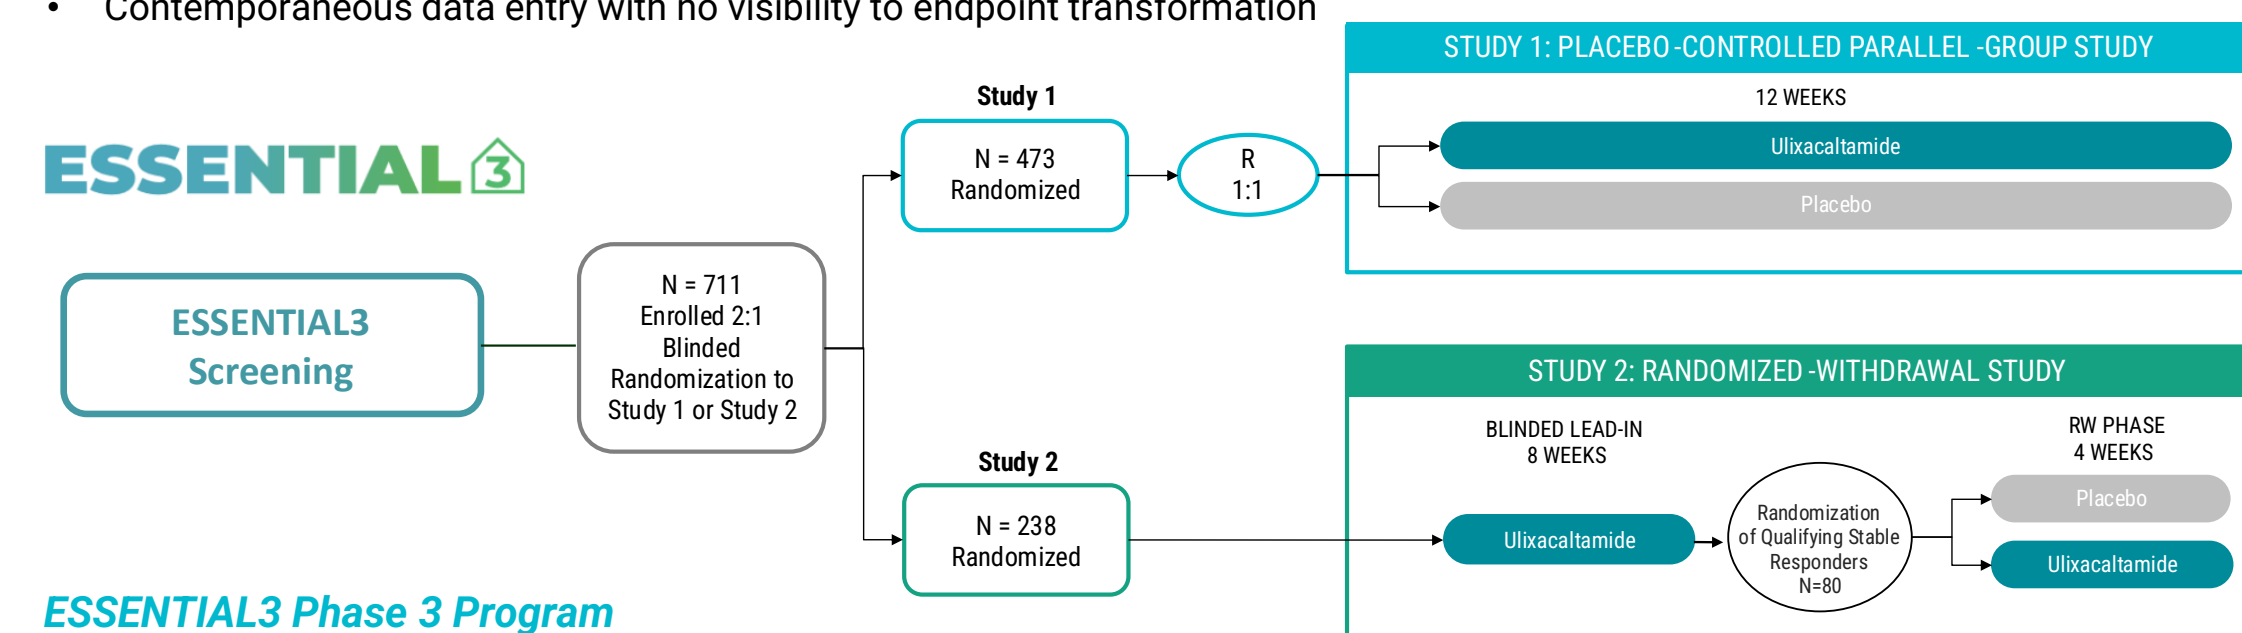 • Contemporaneous data entry with no visibility to endpoint transformation
STUDY 1: PLACEBO-CONTROLLED PARALLEL-GROUP STUDY
Study 1
12 WEEKS
ESSENTIAL3
N = 473
Randomized
R
1:1
Ulixacaltamide
Placebo
ESSENTIAL3
Screening
N = 711
Enrolled 2:1
Blinded
Randomization to
Study 1 or Study 2
STUDY 2: RANDOMIZED-WITHDRAWAL STUDY
BLINDED LEAD-IN
8 WEEKS
RW PHASE
4 WEEKS
Study 2
N = 238
Randomized
Ulixacaltamide
Randomization
of Qualifying Stable
Responders
N=80
Placebo
Ulixacaltamide
ESSENTIAL3 Phase 3 Program